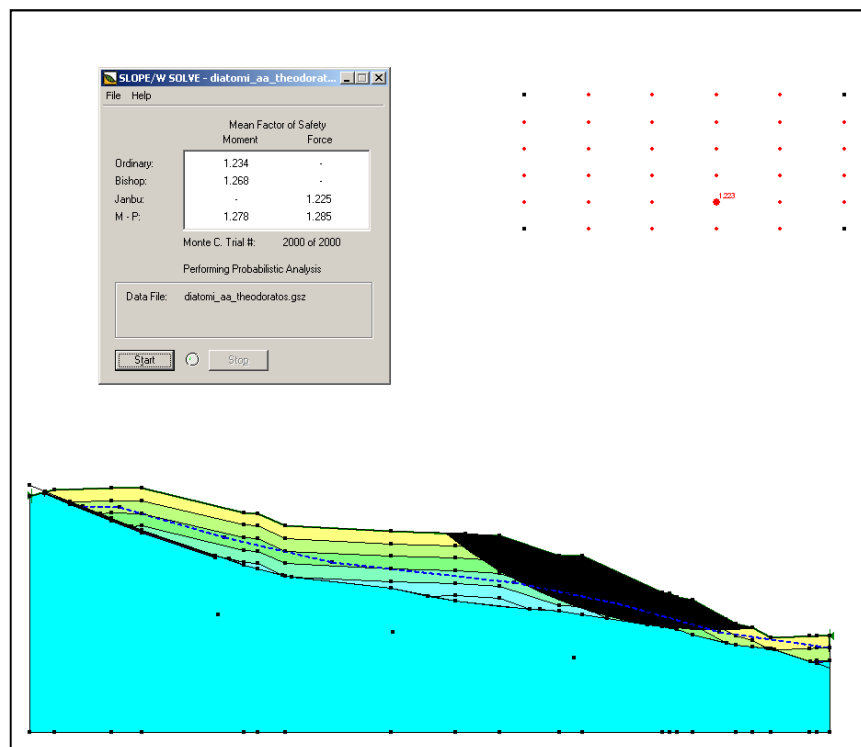 SLOPE/W SOLVE - diatomi_aa_theodorat...
File Help
Mean Factor of Safety
Moment Force
Ordinary: 1.234 -
Bishop: 1.268 -
Janbu: - 1.225
M - P: 1.278 1.285
Monte C. Trial #: 2000 of 2000
Performing Probabilistic Analysis
Data File: diatomi_aa_theodoratos.gsz
Start Stop
1.223